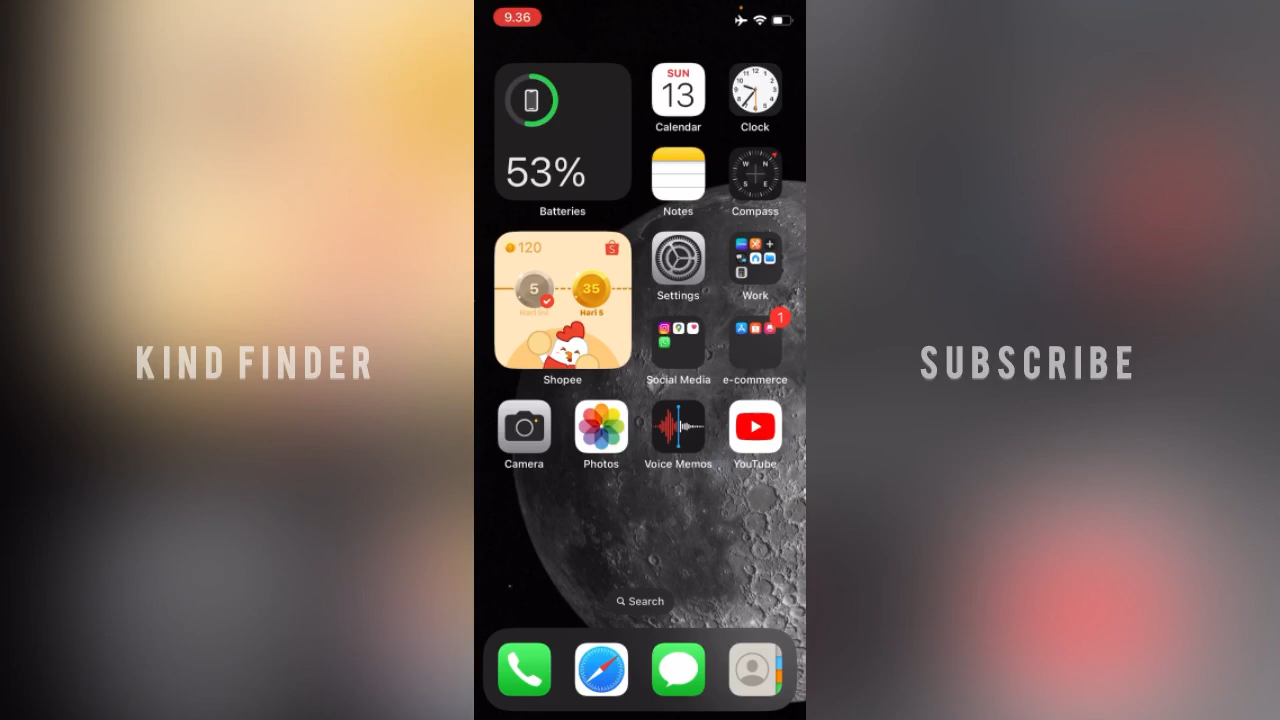 9.36
53%
Batteries
SUN
13
Calendar
Clock
Notes
Compass
120
5
35
Hari 5
Shopee
Settings
Work
1
Social Media
e-commerce
Camera
Photos
Voice Memos
YouTube
KIND FINDER
SUBSCRIBE
Search